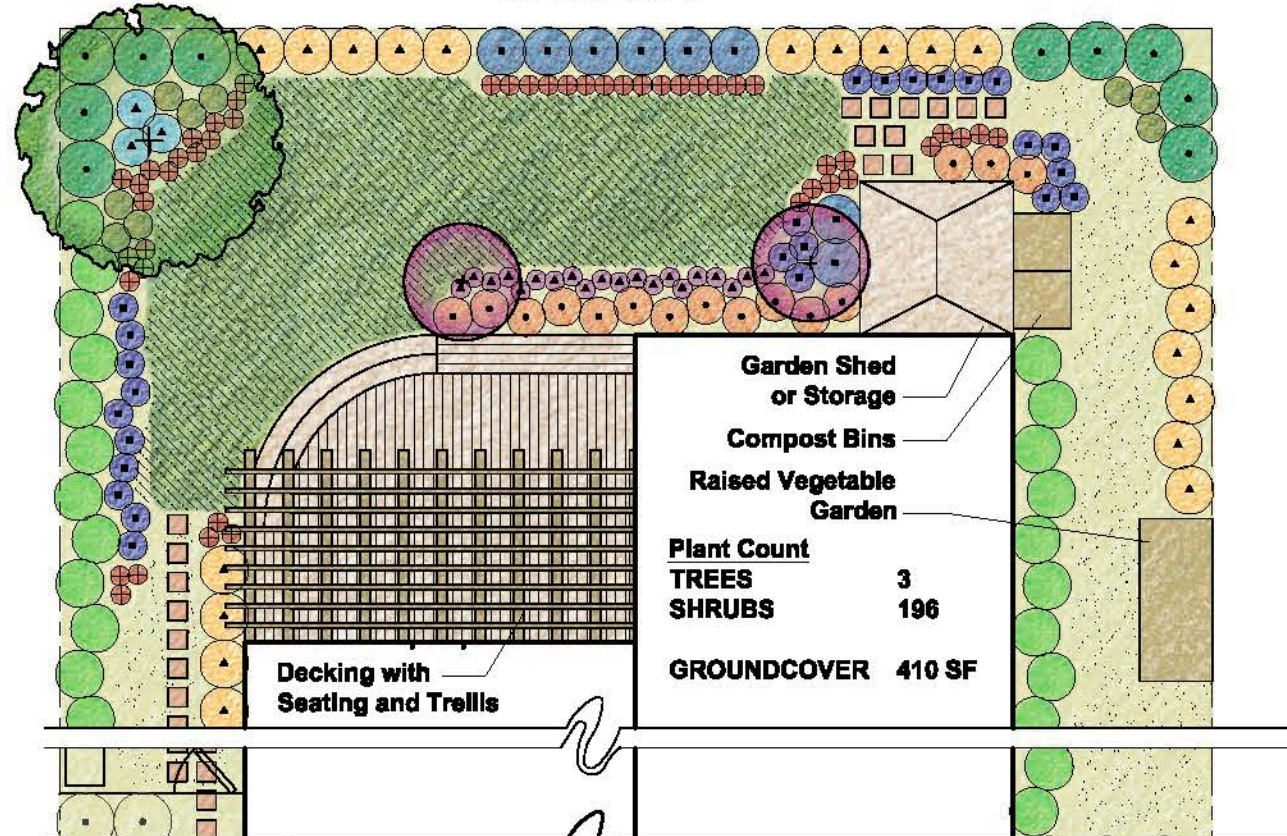 Garden Shed
or Storage
Compost Bins
Raised Vegetable
Garden
Plant Count
TREES 3
SHRUBS 196
GROUNDCOVER 410 SF
Decking with
Seating and Trellis